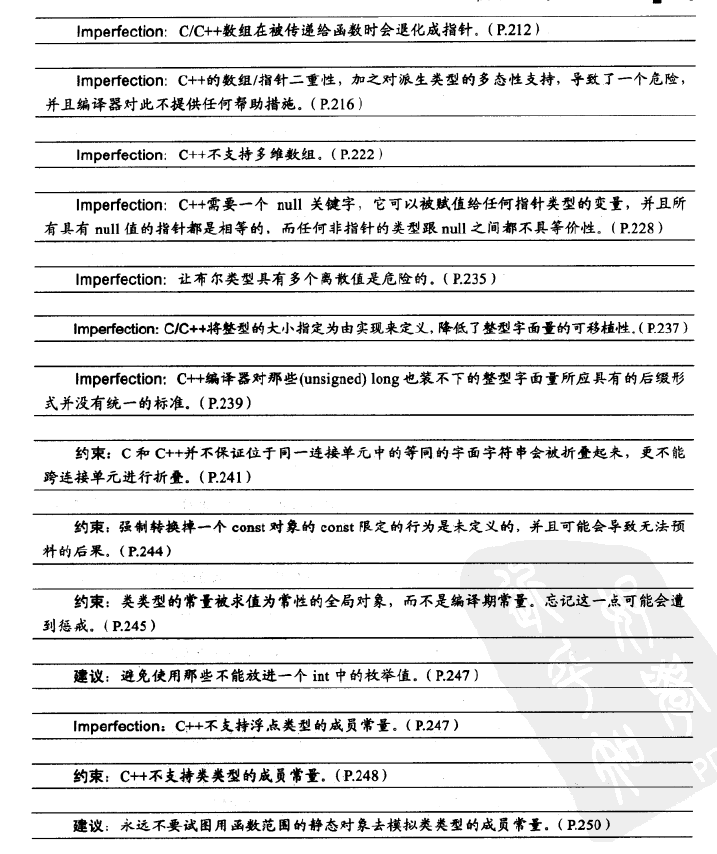 Imperfection: C/C++数组在被传递给函数时会退化成指针。(P.212)
Imperfection: C++的数组/指针二重性，加之对派生类型的多态性支持，导致了一个危险，
并且编译器对此不提供任何帮助措施。(P.216)
Imperfection: C++不支持多维数组。(P.222)
Imperfection: C++需要一个 null 关键字，它可以被赋值给任何指针类型的变量，并且所
有具有 null 值的指针都是相等的，而任何非指针的类型跟 null 之间都不具等价性。(P.228)
Imperfection: 让布尔类型具有多个离散值是危险的。(P.235)
Imperfection: C/C++将整型的大小指定为由实现来定义，降低了整型字面量的可移植性。(P.237)
Imperfection: C++编译器对那些(unsigned) long 也装不下的整型字面量所应具有的后缀形
式并没有统一的标准。(P.239)
约束：C 和 C++并不保证位于同一连接单元中的等同的字面字符串会被折叠起来，更不能
跨连接单元进行折叠。(P.241)
约束：强制转换掉一个 const 对象的 const 限定的行为是未定义的，并且可能会导致无法预
料的后果。(P.244)
约束：类类型的常量被求值为常性的全局对象，而不是编译期常量。忘记这一点可能会遭
到惩戒。(P.245)
建议：避免使用那些不能放进一个 int 中的枚举值。(P.247)
Imperfection: C++不支持浮点类型的成员常量。(P.247)
约束：C++不支持类类型的成员常量。(P.248)
建议：永远不要试图用函数范围的静态对象去模拟类类型的成员常量。(P.250)